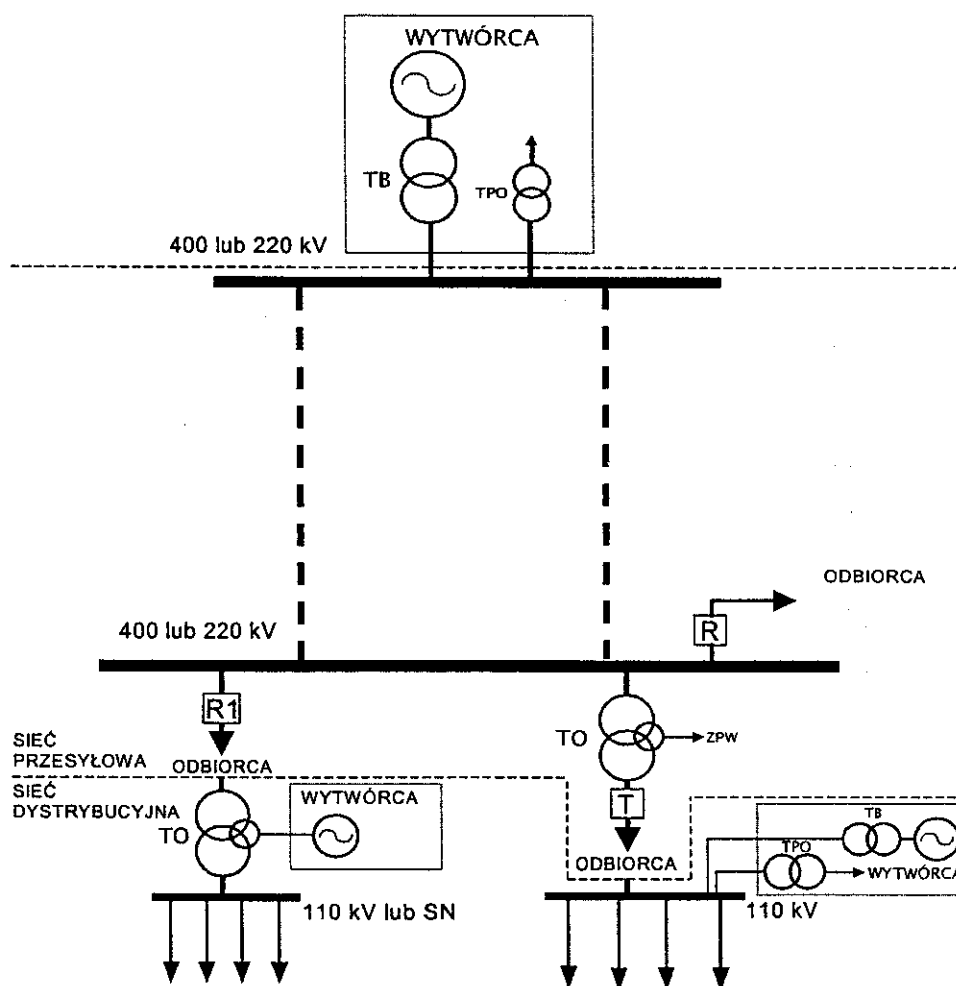 WYTWÓRCA
TB
TPO
400 lub 220 kV
ODBIORCA
R
400 lub 220 kV
R1
TO
ZPW
SIEĆ
PRZESYŁOWA
ODBIORCA
SIEĆ
DYSTRYBUCYJNA
T
WYTWÓRCA
TO
TB
TPO
ODBIORCA
WYTWÓRCA
110 kV lub SN
110 kV